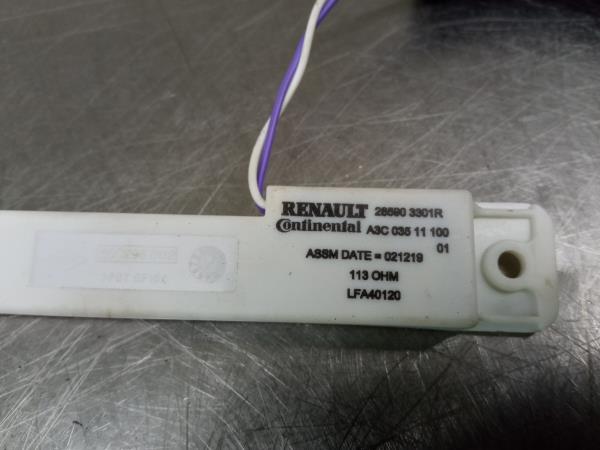 RENAULT 28590 3301R
Continental A3C 035 11 100
01
ASSM DATE = 021219
113 OHM
LFA40120